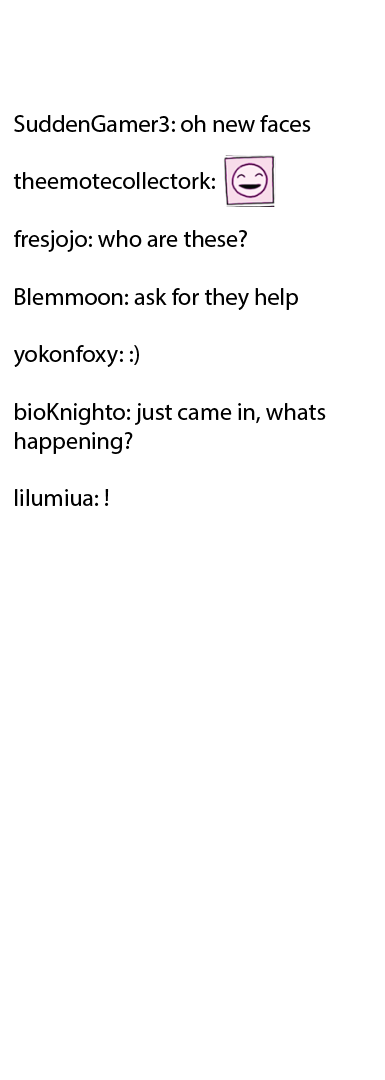 SuddenGamer3: oh new faces
theemotecollectork:
fresjojo: who are these?
Blemmoon: ask for they help
yokonfoxy: :)
bioKnighto: just came in, whats
happening?
lilumiua: !